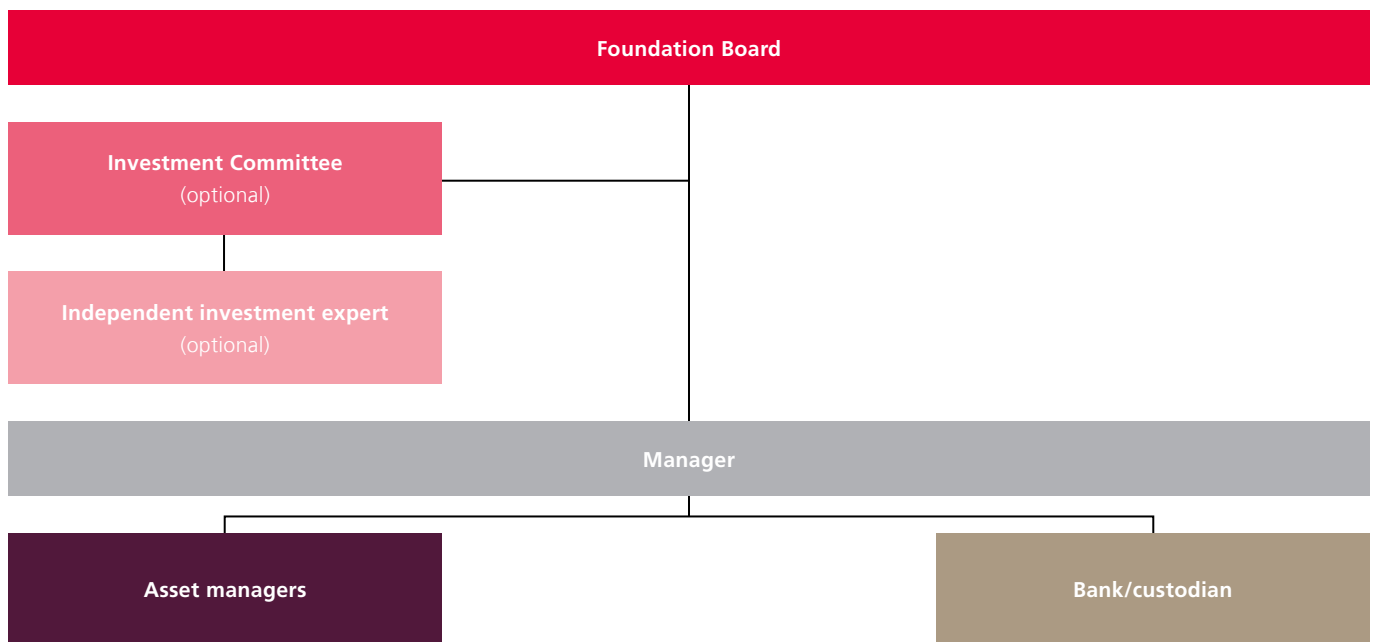 Foundation Board
Investment Committee
(optional)
Independent investment expert
(optional)
Manager
Asset managers
Bank/custodian